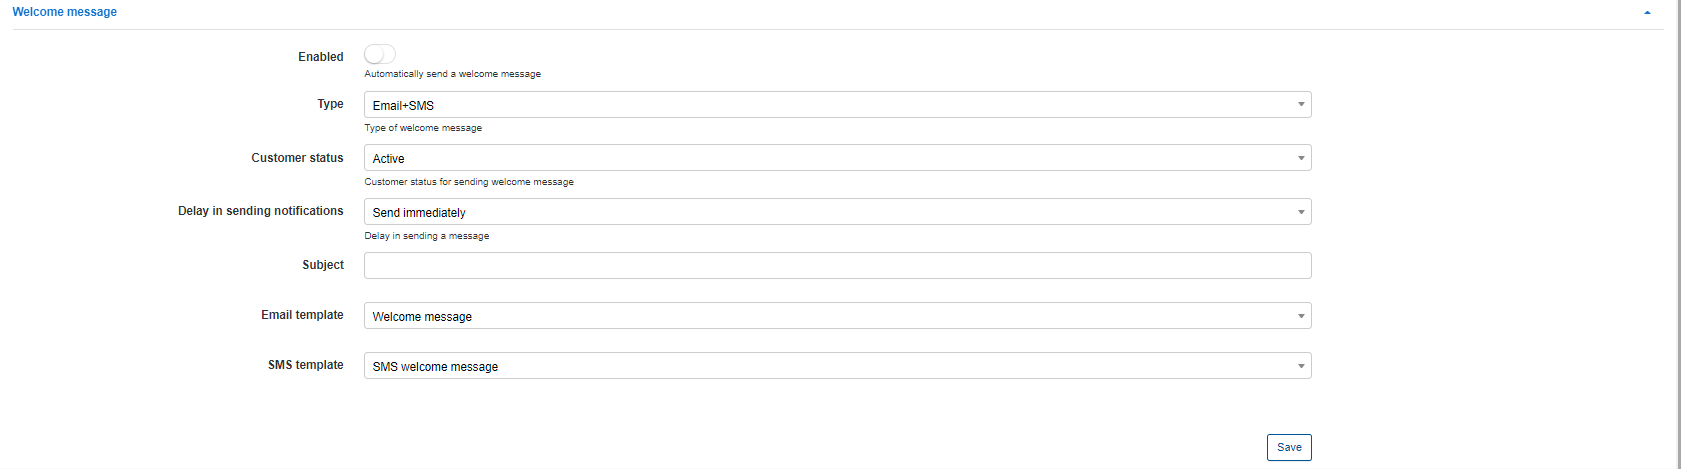 Welcome message
Enabled
Automatically send a welcome message
Type
Email+SMS
Type of welcome message
Customer status
Active
Customer status for sending welcome message
Delay in sending notifications
Send immediately
Delay in sending a message
Subject
Email template
Welcome message
SMS template
SMS welcome message
Save